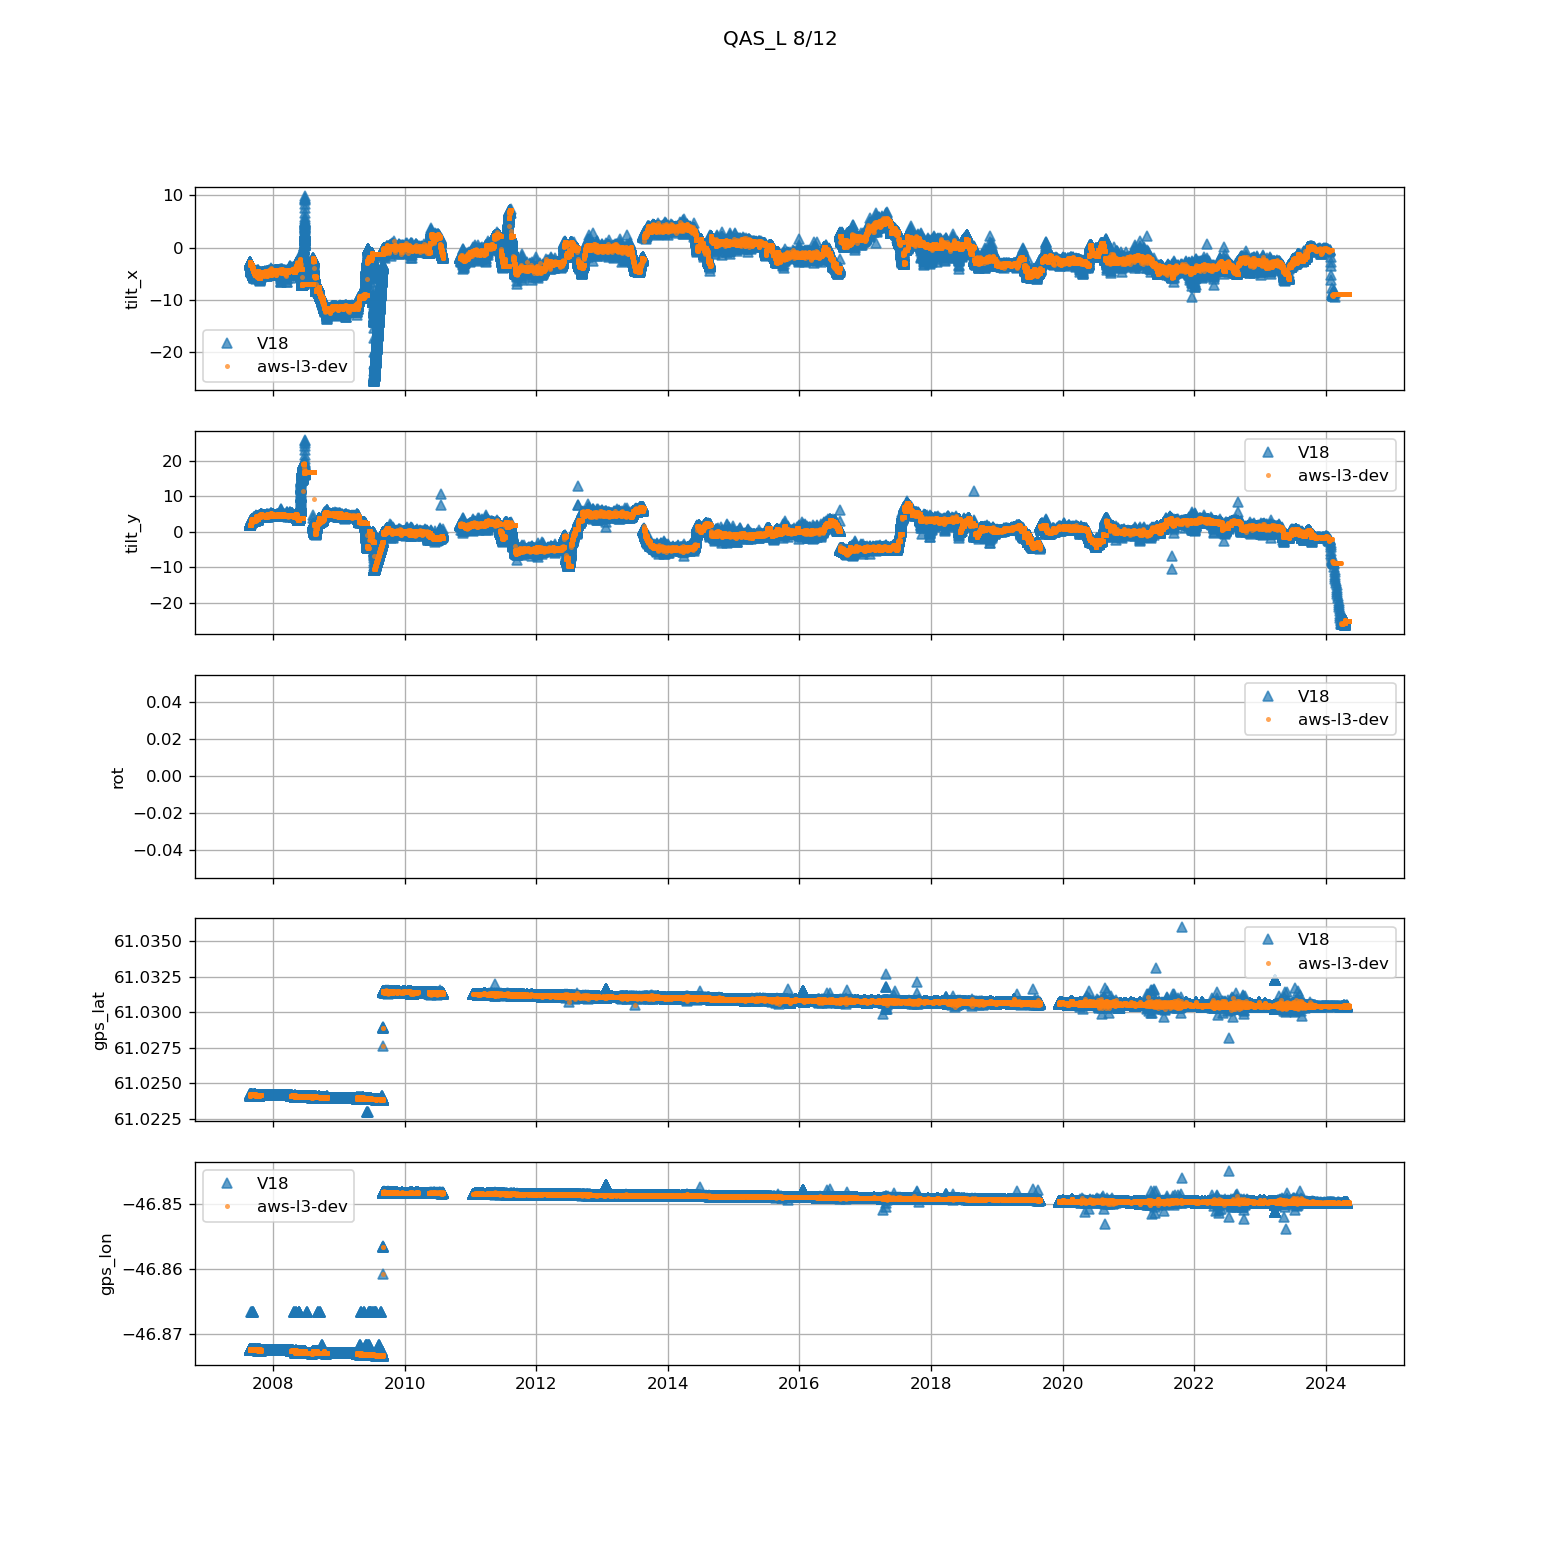 QAS_L 8/12
10
0
−10
−20
tilt_x
V18
aws-l3-dev
20
10
0
−10
−20
tilt_y
V18
aws-l3-dev
0.04
0.02
0.00
−0.02
−0.04
rot
V18
aws-l3-dev
61.0350
61.0325
61.0300
61.0275
61.0250
61.0225
gps_lat
V18
aws-l3-dev
−46.85
−46.86
−46.87
gps_lon
V18
aws-l3-dev
2008 2010 2012 2014 2016 2018 2020 2022 2024